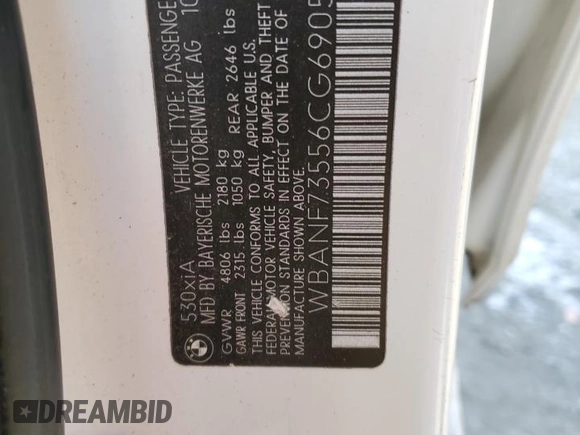 530xiA VEHICLE TYPE: PASSENGE
MFD BY BAYERISCHE MOTORENWERKE AG 10
GVWR 4806 lbs 2180 kg
GAWR FRONT 2315 lbs 1050 kg REAR 2646 lbs
THIS VEHICLE CONFORMS TO ALL APPLICABLE U.S.
FEDERAL MOTOR VEHICLE SAFETY, BUMPER AND THEFT
PREVENTION STANDARDS IN EFFECT ON THE DATE OF
MANUFACTURE SHOWN ABOVE.
WBANF73556CG6905
DREAMBID